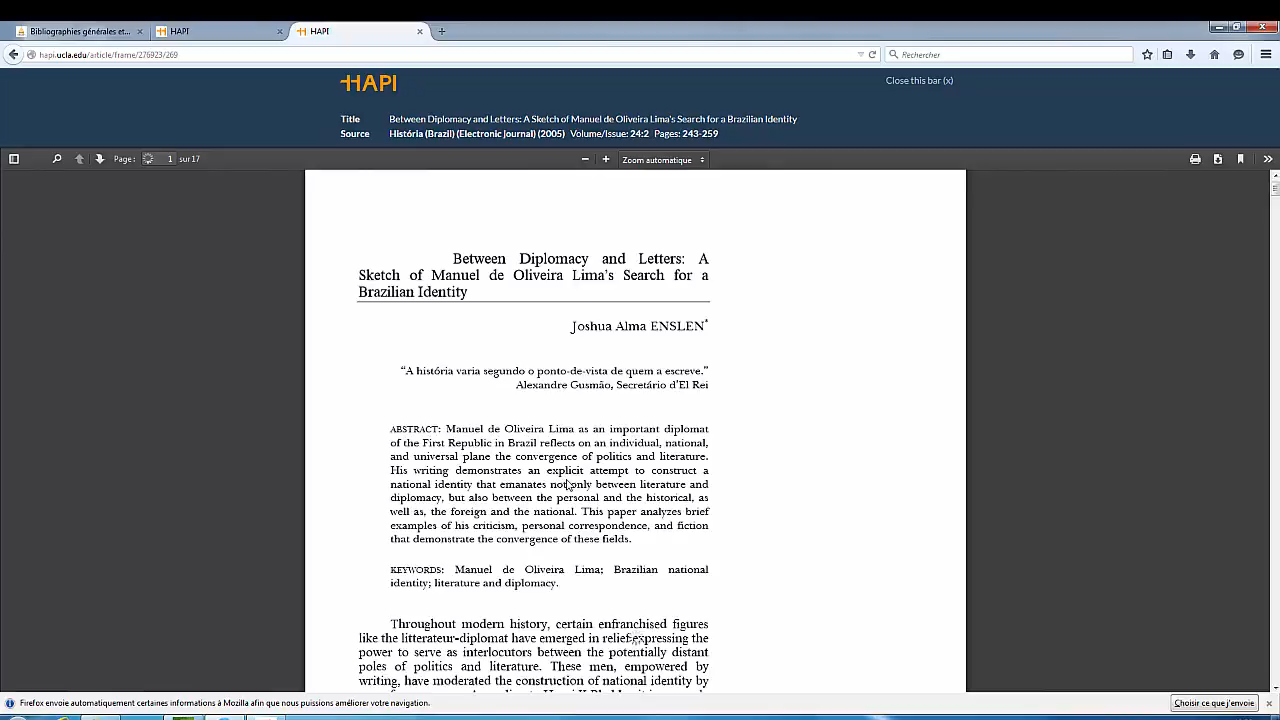 Bibliographies générales et...
HAPI
HAPI
hapi.ucla.edu/article/frame/276923/269
Rechercher
HAPI
Close this bar (x)
Title Between Diplomacy and Letters: A Sketch of Manuel de Oliveira Lima's Search for a Brazilian Identity
Source História (Brazil) (Electronic journal) (2005) Volume/Issue: 24:2 Pages: 243-259
Page: 1 sur 17
Zoom automatique
Between Diplomacy and Letters: A
Sketch of Manuel de Oliveira Lima's Search for a
Brazilian Identity
Joshua Alma ENSLEN*
“A história varia segundo o ponto-de-vista de quem a escreve.”
Alexandre Gusmão, Secretário d’El Rei
ABSTRACT: Manuel de Oliveira Lima as an important diplomat
of the First Republic in Brazil reflects on an individual, national,
and universal plane the convergence of politics and literature.
His writing demonstrates an explicit attempt to construct a
national identity that emanates not only between literature and
diplomacy, but also between the personal and the historical, as
well as, the foreign and the national. This paper analyzes brief
examples of his criticism, personal correspondence, and fiction
that demonstrate the convergence of these fields.
KEYWORDS: Manuel de Oliveira Lima; Brazilian national
identity; literature and diplomacy.
Throughout modern history, certain enfranchised figures
like the litterateur-diplomat have emerged in relief expressing the
power to serve as interlocutors between the potentially distant
poles of politics and literature. These men, empowered by
writing, have moderated the construction of national identity by
Firefox envoie automatiquement certaines informations à Mozilla afin que nous puissions améliorer votre navigation.
Choisir ce que j'envoie